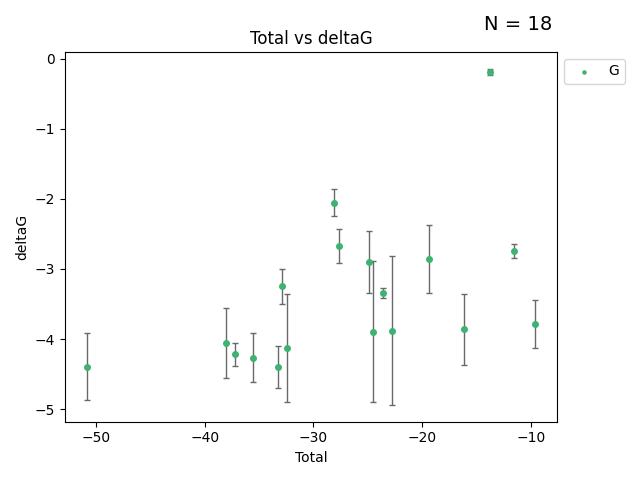 N = 18
Total vs deltaG
G
0
−1
−2
−3
−4
−5
deltaG
−50 −40 −30 −20 −10
Total